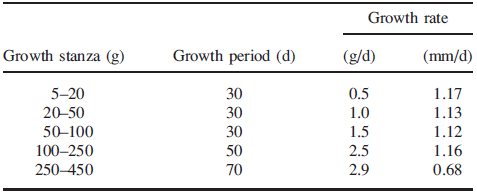 Growth rate
Growth stanza (g) Growth period (d) (g/d) (mm/d)
5–20 30 0.5 1.17
20–50 30 1.0 1.13
50–100 30 1.5 1.12
100–250 50 2.5 1.16
250–450 70 2.9 0.68